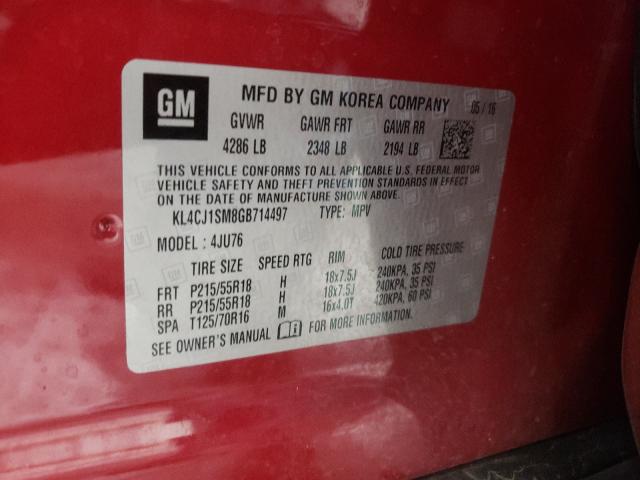 GM
MFD BY GM KOREA COMPANY 05 / 16
GVWR GAWR FRT GAWR RR
4286 LB 2348 LB 2194 LB
THIS VEHICLE CONFORMS TO ALL APPLICABLE U.S. FEDERAL MOTOR
VEHICLE SAFETY AND THEFT PREVENTION STANDARDS IN EFFECT
ON THE DATE OF MANUFACTURE SHOWN ABOVE.
KL4CJ1SM8GB714497 TYPE: MPV
MODEL : 4JU76
TIRE SIZE SPEED RTG RIM COLD TIRE PRESSURE
FRT P215/55R18 H 18x7.5J 240KPA, 35 PSI
RR P215/55R18 H 18x7.5J 240KPA, 35 PSI
SPA T125/70R16 M 16x4.0T 420KPA, 60 PSI
SEE OWNER'S MANUAL FOR MORE INFORMATION.